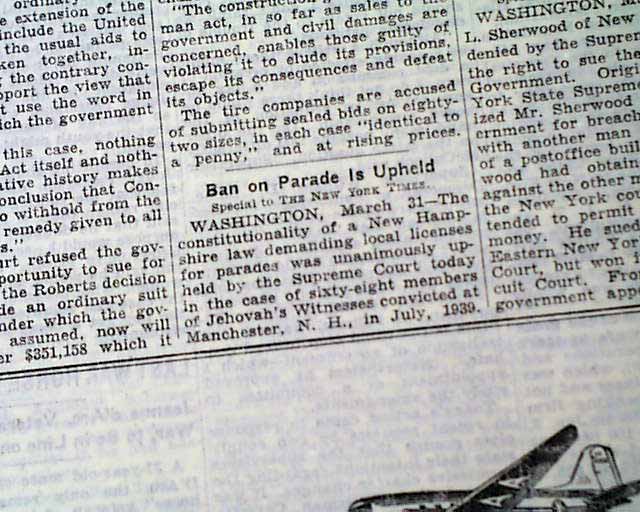 ordinary
e extension of the
include the United
the usual aids to
ken together, in-
g the contrary con-
pport the view that
t use the word in
ich the government
this case, nothing
Act itself and noth-
ative history makes
onclusion that Con-
o withhold from the
remedy given to all
s."
urt refused the gov-
portunity to sue for
the Roberts decision
de an ordinary suit
nder which the gov-
assumed, now will
er $351,158 which it
"The construction
man act, in so far as sales to the
government and civil damages are
concerned, enables those guilty of
violating it to elude its provisions,
escape its consequences and defeat
its objects."
The tire companies are accused
of submitting sealed bids on eighty-
two sizes, in each case "identical to
a penny," and at rising prices.
Ban on Parade Is Upheld
Special to THE NEW YORK TIMES.
WASHINGTON, March 31—The
constitutionality of a New Hamp-
shire law demanding local licenses
for parades was unanimously up-
held by the Supreme Court today
in the case of sixty-eight members
of Jehovah's Witnesses convicted at
Manchester, N. H., in July, 1939.
WASHINGTON, M
L. Sherwood of New
denied by the Suprem
the right to sue the
Government. Origi
York State Suprem
ized Mr. Sherwood
ernment for breach
with another man
of a postoffice buil
wood had obtain
against the other m
the New York co
tended to permit
money. He sued
Eastern New Yor
Court, but won i
cuit Court. Fro
government appe